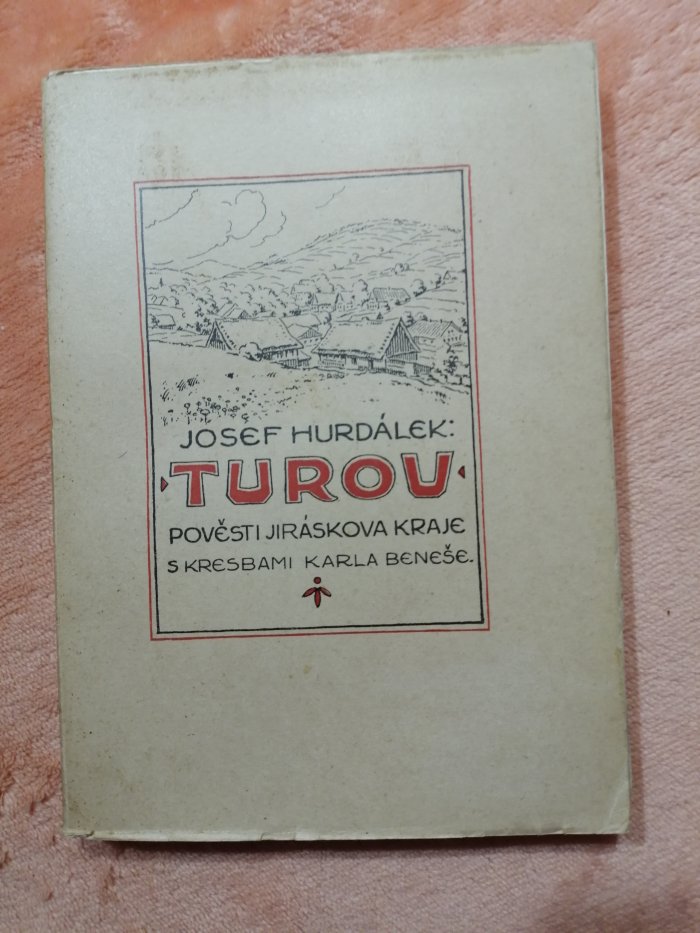 JOSEF HURDÁLEK:
TUROV
POVĚSTI JIRÁSKOVA KRAJE
S KRESBAMI KARLA BENEŠE.